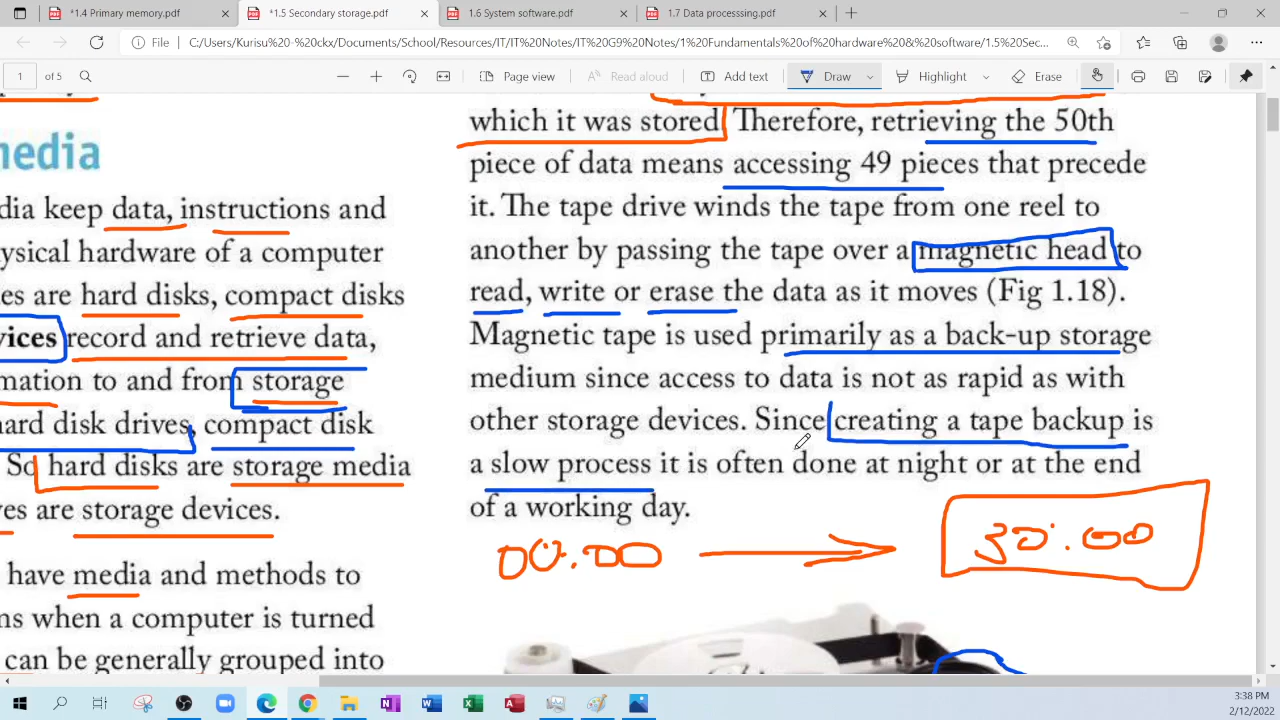 *1.4 Primary memory.pdf
*1.5 Secondary storage.pdf
1.6 System software.pdf
1.7 Data processsing.pdf
File
C:/Users/Kurisu%20-%20ckx/Documents/School/Resources/IT/IT%20Notes/IT%20G9%20Notes/1%20Fundamentals%20of%20hardware%20&%20software/1.5%20Sec...
1
of 5
Page view
Read aloud
Add text
Draw
Highlight
Erase
media
dia keep data, instructions and
hysical hardware of a computer
es are hard disks, compact disks
vices record and retrieve data,
mation to and from storage
hard disk drives, compact disk
So hard disks are storage media
ves are storage devices.
have media and methods to
ns when a computer is turned
can be generally grouped into
which it was stored. Therefore, retrieving the 50th
piece of data means accessing 49 pieces that precede
it. The tape drive winds the tape from one reel to
another by passing the tape over a magnetic head to
read, write or erase the data as it moves (Fig 1.18).
Magnetic tape is used primarily as a back-up storage
medium since access to data is not as rapid as with
other storage devices. Since creating a tape backup is
a slow process it is often done at night or at the end
of a working day.
00:00
30:00
3:38 PM
2/12/2022